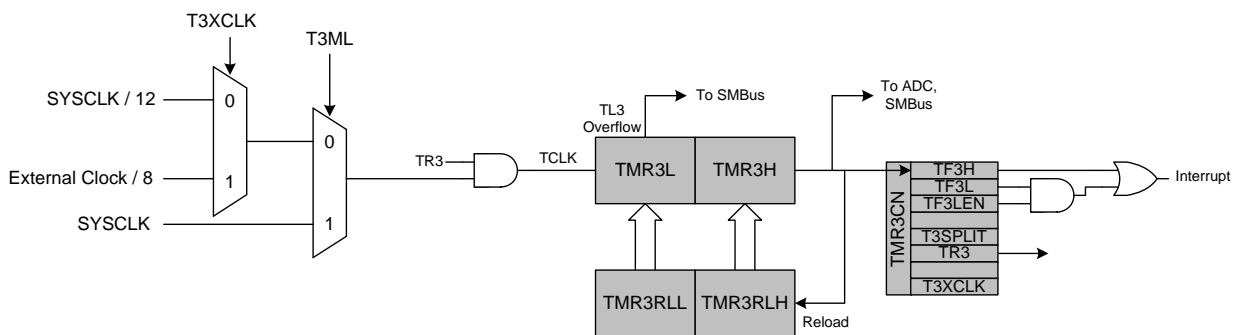 T3XCLK
T3ML
SYSCLK / 12
0
External Clock / 8
1
SYSCLK
0
1
TR3
TCLK
TL3
Overflow
To SMBus
To ADC,
SMBus
TMR3L
TMR3H
TMR3RLL
TMR3RLH
Reload
TMR3CN
TF3H
TF3L
TF3LEN
T3SPLIT
TR3
T3XCLK
Interrupt